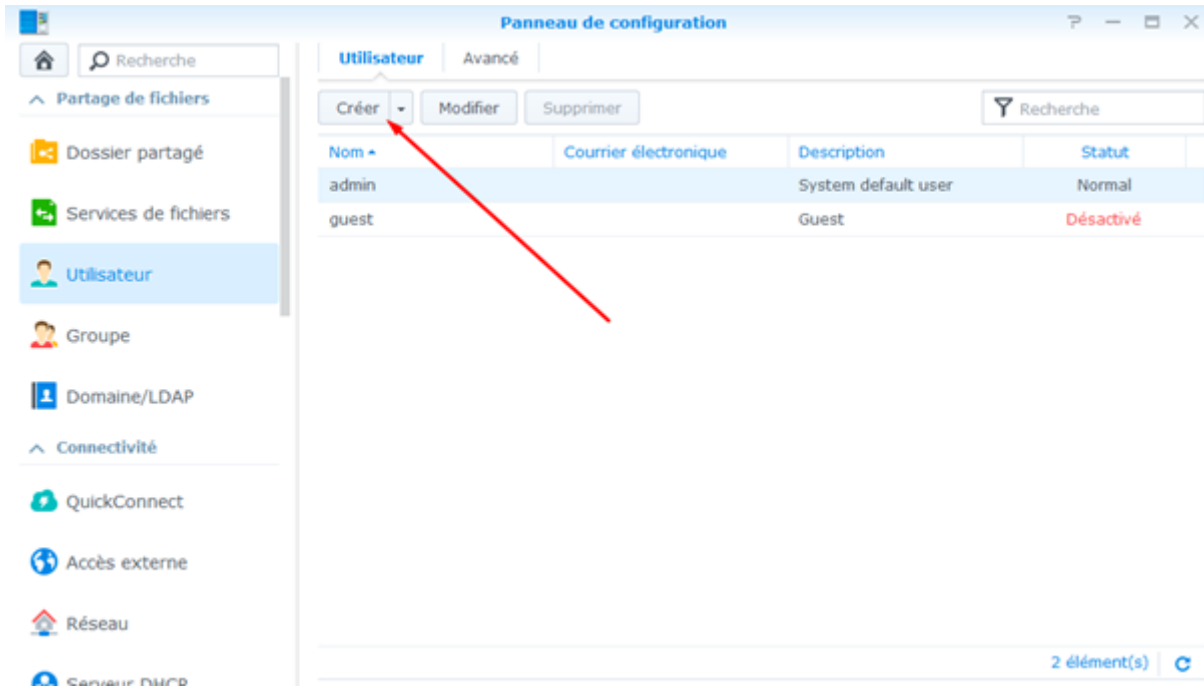 Panneau de configuration
Recherche
Partage de fichiers
Dossier partagé
Services de fichiers
Utilisateur
Groupe
Domaine/LDAP
Connectivité
QuickConnect
Accès externe
Réseau
Serveur DHCP
Utilisateur Avancé
Créer Modifier Supprimer Recherche
Nom Courrier électronique Description Statut
admin System default user Normal
guest Guest Désactivé
2 élément(s)